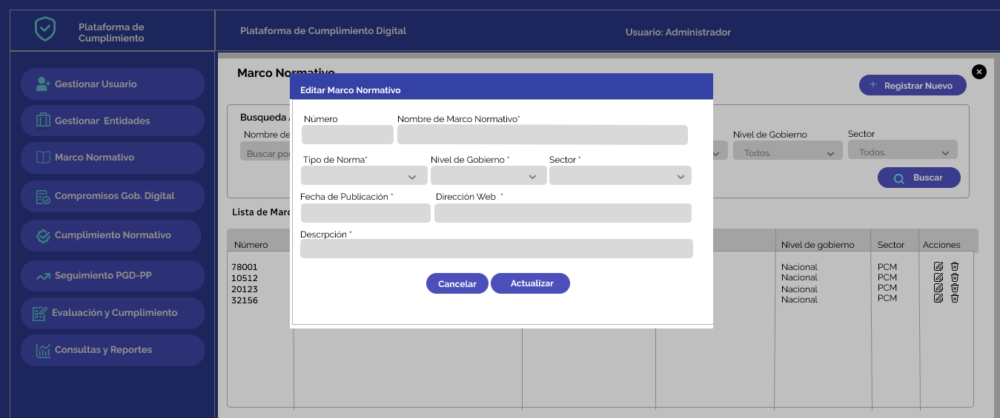 Plataforma de
Cumplimiento
Plataforma de Cumplimiento Digital
Usuario: Administrador
Gestionar Usuario
Gestionar Entidades
Marco Normativo
Compromisos Gob. Digital
Cumplimiento Normativo
Seguimiento PGD-PP
Evaluación y Cumplimiento
Consultas y Reportes
Marco Normativo
+ Registrar Nuevo
Busqueda
Nombre de
Buscar por
Nivel de Gobierno
Todos.
Sector
Todos.
Buscar
Editar Marco Normativo
Número
Nombre de Marco Normativo*
Tipo de Norma*
Nivel de Gobierno *
Sector *
Fecha de Publicación *
Dirección Web *
Descrpción *
Cancelar
Actualizar
Lista de Marc
Número Nivel de gobierno Sector Acciones
78001 Nacional PCM
10512 Nacional PCM
20123 Nacional PCM
32156 Nacional PCM